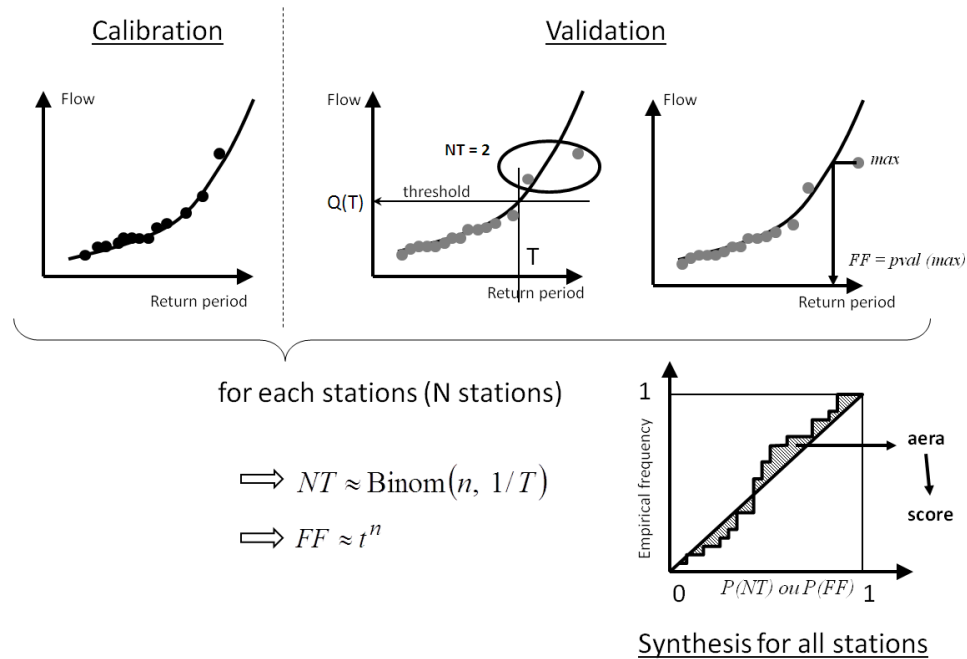 Calibration
Validation
Flow
Return period
Flow
NT = 2
threshold
Q(T)
T
Return period
Flow
max
FF = pval (max)
Return period
for each stations (N stations)
NT ≈ Binom(n, 1/T)
FF ≈ tⁿ
1
Empirical frequency
aera
score
0
P(NT) ou P(FF)
1
Synthesis for all stations